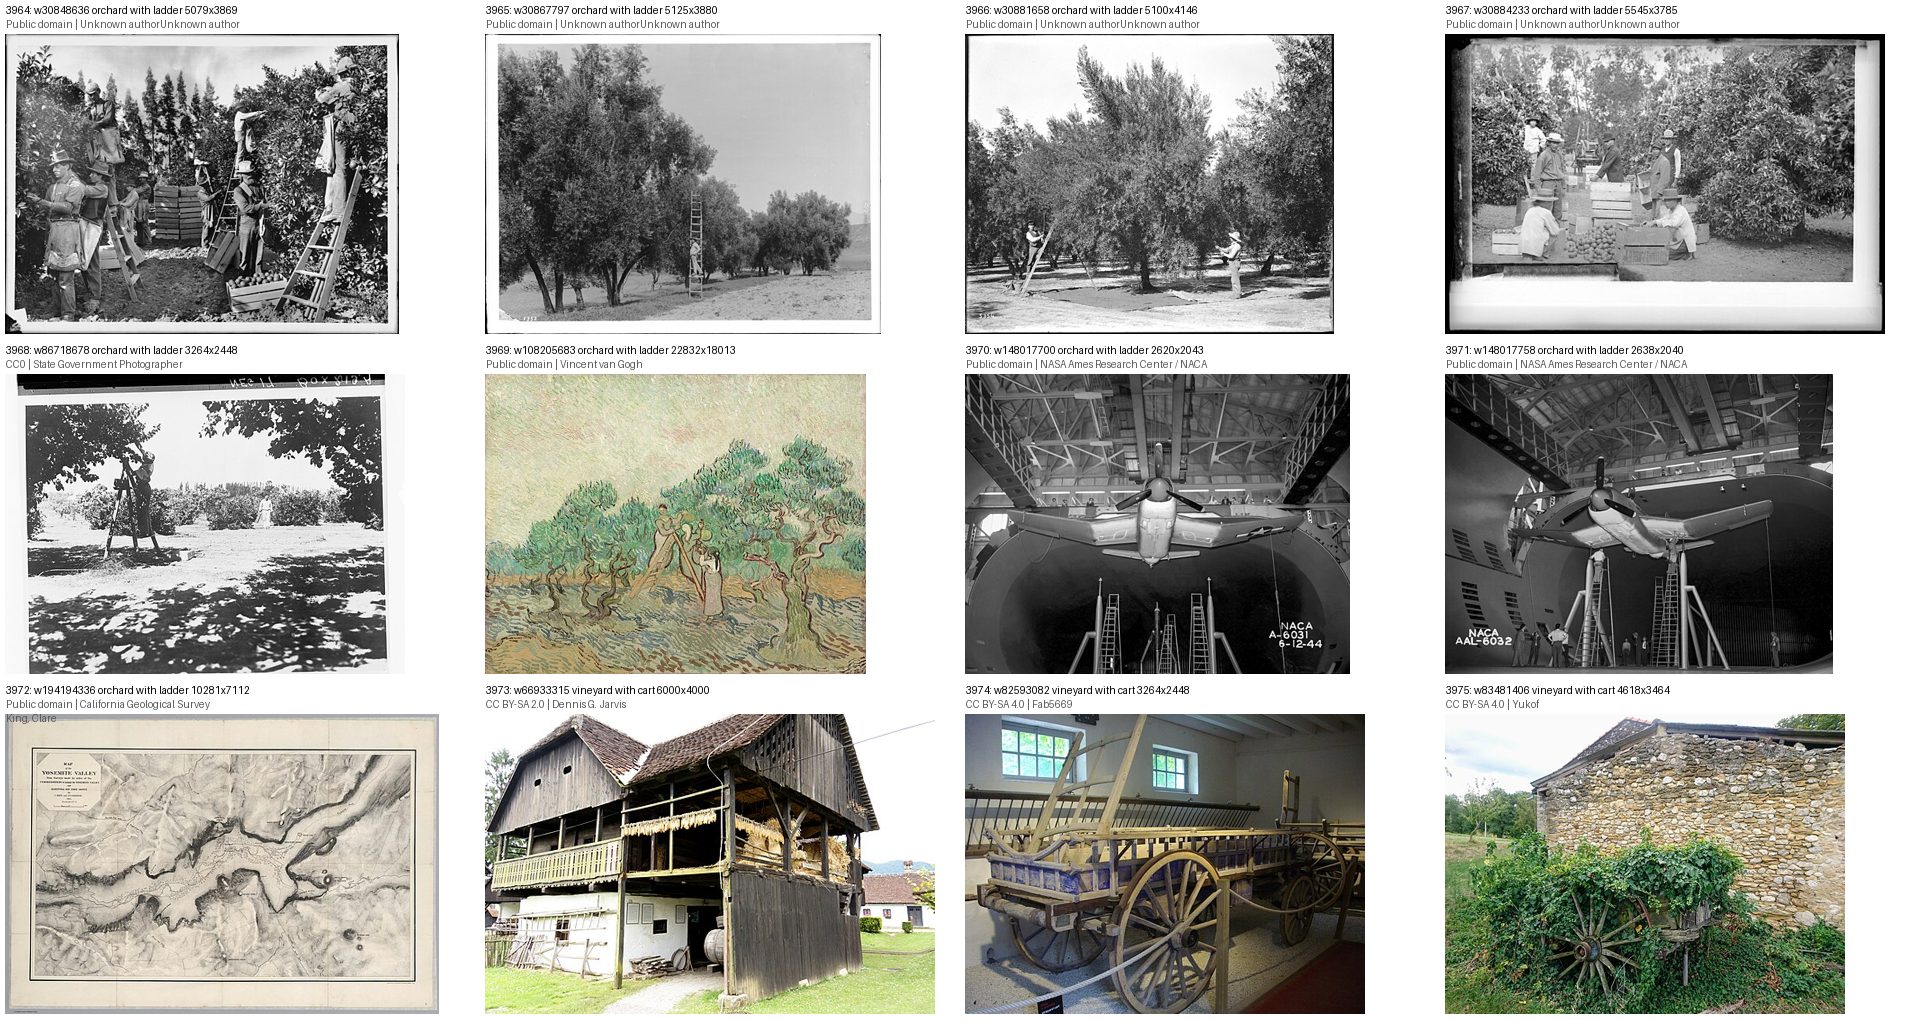 3964: w30848636 orchard with ladder 5079x3869
Public domain | Unknown authorUnknown author
3965: w30867797 orchard with ladder 5125x3880
Public domain | Unknown authorUnknown author
3966: w30881658 orchard with ladder 5100x4146
Public domain | Unknown authorUnknown author
3967: w30884233 orchard with ladder 5545x3785
Public domain | Unknown authorUnknown author
3968: w86718678 orchard with ladder 3264x2448
CC0 | State Government Photographer
3969: w108205683 orchard with ladder 22832x18013
Public domain | Vincent van Gogh
3970: w148017700 orchard with ladder 2620x2043
Public domain | NASA Ames Research Center / NACA
NACA
A-6031
6-12-44
3971: w148017758 orchard with ladder 2638x2040
Public domain | NASA Ames Research Center / NACA
NACA
AAL-6032
3972: w194194336 orchard with ladder 10281x7112
Public domain | California Geological Survey
King, Clare
MAP
YOSEMITE VALLEY
3973: w66933315 vineyard with cart 6000x4000
CC BY-SA 2.0 | Dennis G. Jarvis
3974: w82593082 vineyard with cart 3264x2448
CC BY-SA 4.0 | Fab5669
3975: w83481406 vineyard with cart 4618x3464
CC BY-SA 4.0 | Yukof